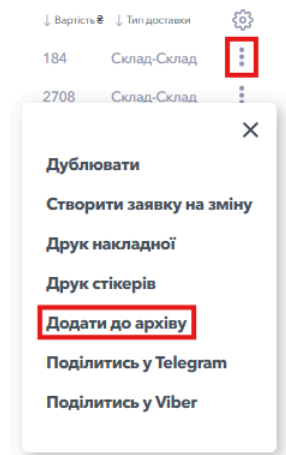 ↓ Вартість₴ ↓ Тип доставки
184 Склад-Склад
2708 Склад-Склад
Дублювати
Створити заявку на зміну
Друк накладної
Друк стікерів
Додати до архіву
Поділитись у Telegram
Поділитись у Viber